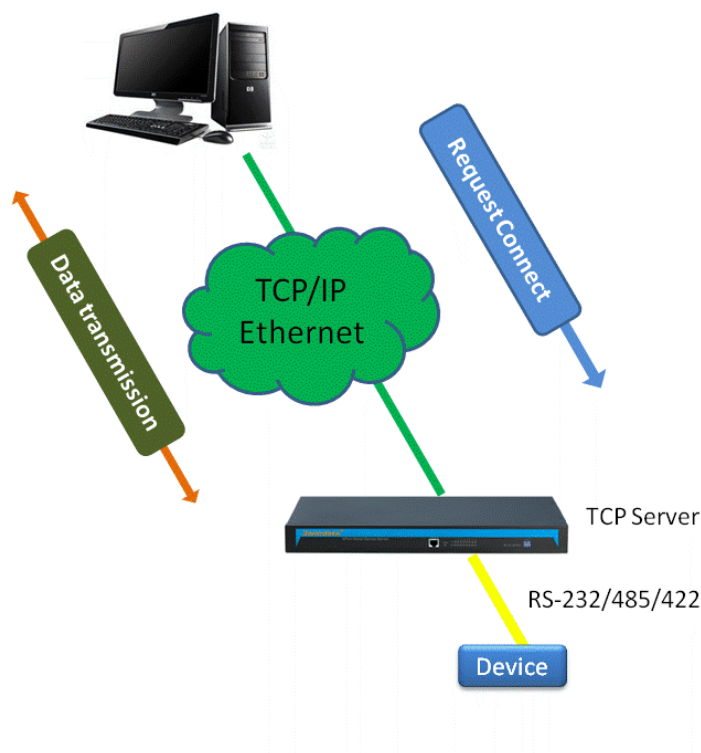 Request Connect
Data transmission
TCP/IP
Ethernet
TCP Server
RS-232/485/422
Device